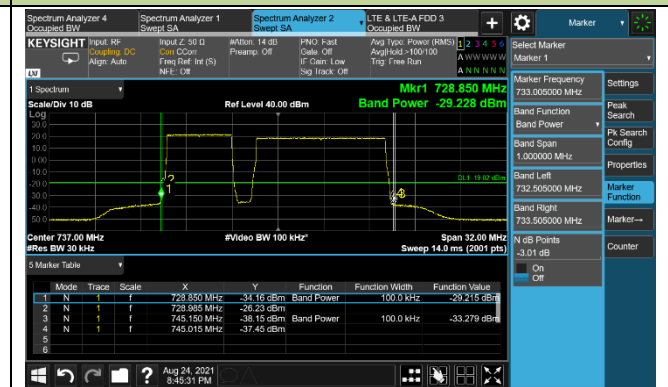 Spectrum Analyzer 4 Spectrum Analyzer 1 Spectrum Analyzer 2 LTE & LTE-A FDD 3
Occupied BW Swept SA Swept SA Occupied BW
Marker
KEYSIGHT Input: RF Input Z: 50 Ω #Atten: 14 dB PNO: Fast Avg Type: Power (RMS) 1 2 3 4 5 6
Coupling: DC Corr CCorr Preamp: Off Gate: Off Avg|Hold:>100/100 A W W W W W
Align: Auto Freq Ref: Int (S) IF Gain: Low Trig: Free Run
LXI NFE: Off Sig Track: Off A N N N N N
Select Marker
Marker 1
Marker Frequency
733.005000 MHz
Settings
1 Spectrum
Mkr1 728.850 MHz
Scale/Div 10 dB Ref Level 40.00 dBm Band Power -29.228 dBm
Log
30.0
20.0
10.0
0.00
-10.0
-20.0
-30.0
-40.0
-50.0
DL1 -19.02 dBm
1
2
4
Center 737.00 MHz #Video BW 100 kHz* Span 32.00 MHz
#Res BW 30 kHz Sweep 14.0 ms (2001 pts)
Band Function
Band Power
Peak
Search
Band Span
1.000000 MHz
Pk Search
Config
Band Left
732.505000 MHz
Properties
Marker
Function
Band Right
733.505000 MHz
Marker→
N dB Points
-3.01 dB
Counter
On
Off
5 Marker Table
Mode Trace Scale X Y Function Function Width Function Value
1 N 1 f 728.850 MHz -34.16 dBm Band Power 100.0 kHz -29.215 dBm
2 N 1 f 728.985 MHz -26.23 dBm
3 N 1 f 745.150 MHz -38.15 dBm Band Power 100.0 kHz -33.279 dBm
4 N 1 f 745.015 MHz -37.45 dBm
5
6
? Aug 24, 2021
8:45:31 PM